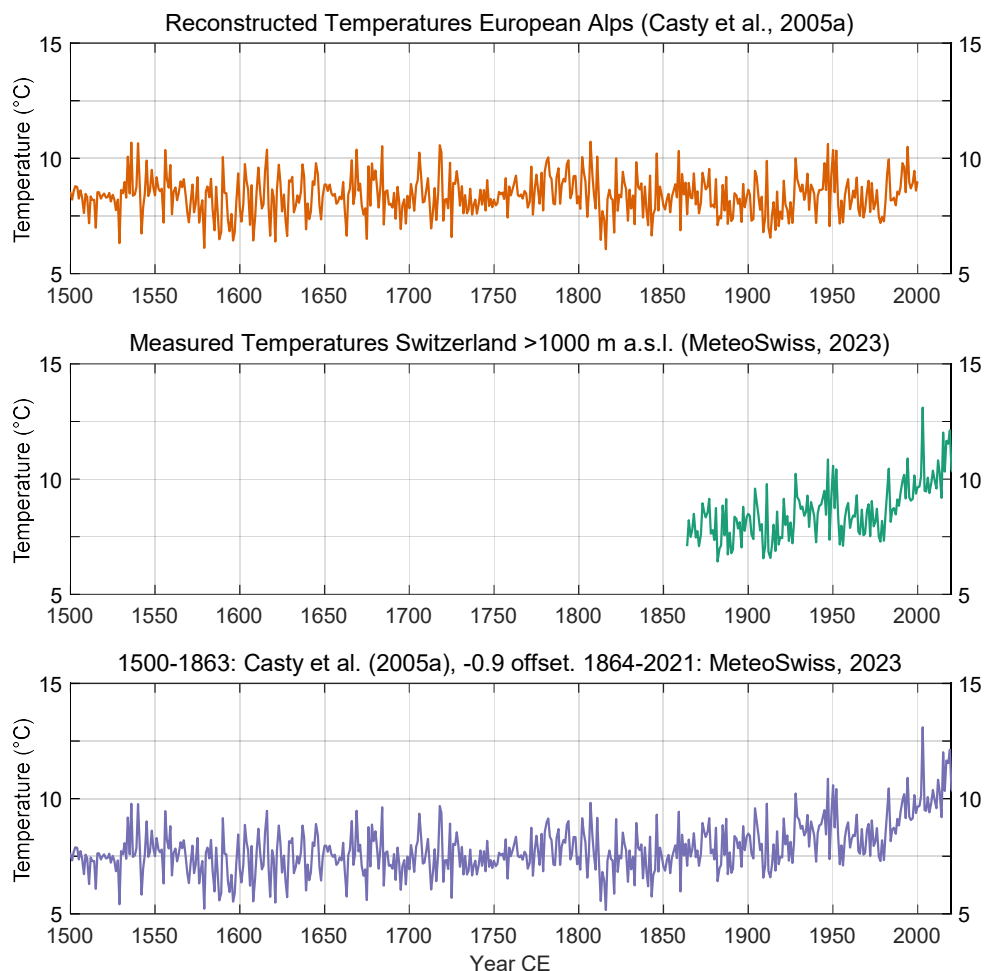 Reconstructed Temperatures European Alps (Casty et al., 2005a)
15 15
10 10
5 5
Temperature (°C)
1500 1550 1600 1650 1700 1750 1800 1850 1900 1950 2000
Measured Temperatures Switzerland >1000 m a.s.l. (MeteoSwiss, 2023)
15 15
10 10
5 5
Temperature (°C)
1500 1550 1600 1650 1700 1750 1800 1850 1900 1950 2000
1500-1863: Casty et al. (2005a), -0.9 offset. 1864-2021: MeteoSwiss, 2023
15 15
10 10
5 5
Temperature (°C)
1500 1550 1600 1650 1700 1750 1800 1850 1900 1950 2000
Year CE